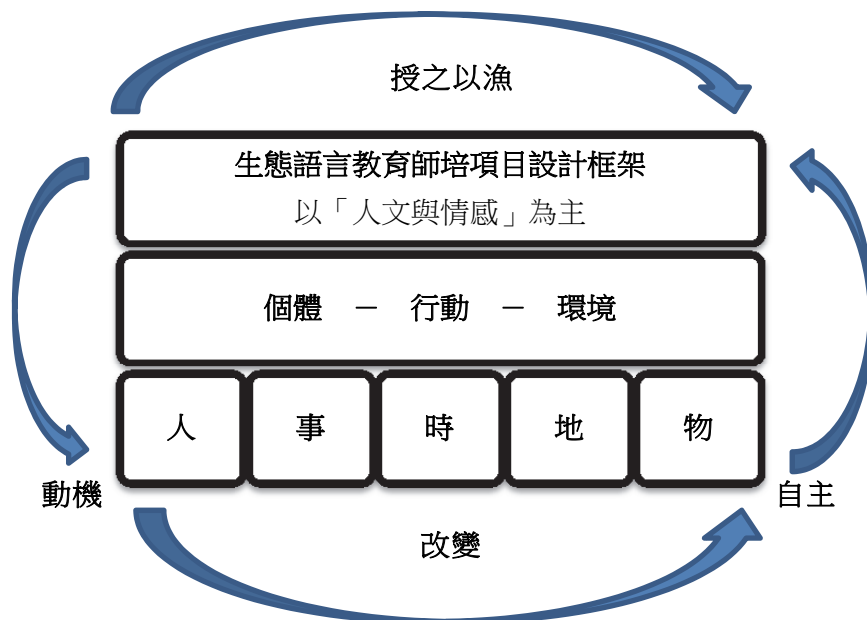 授之以漁
生態語言教育師培項目設計框架
以「人文與情感」為主
個體 － 行動 － 環境
人 事 時 地 物
動機 自主
改變